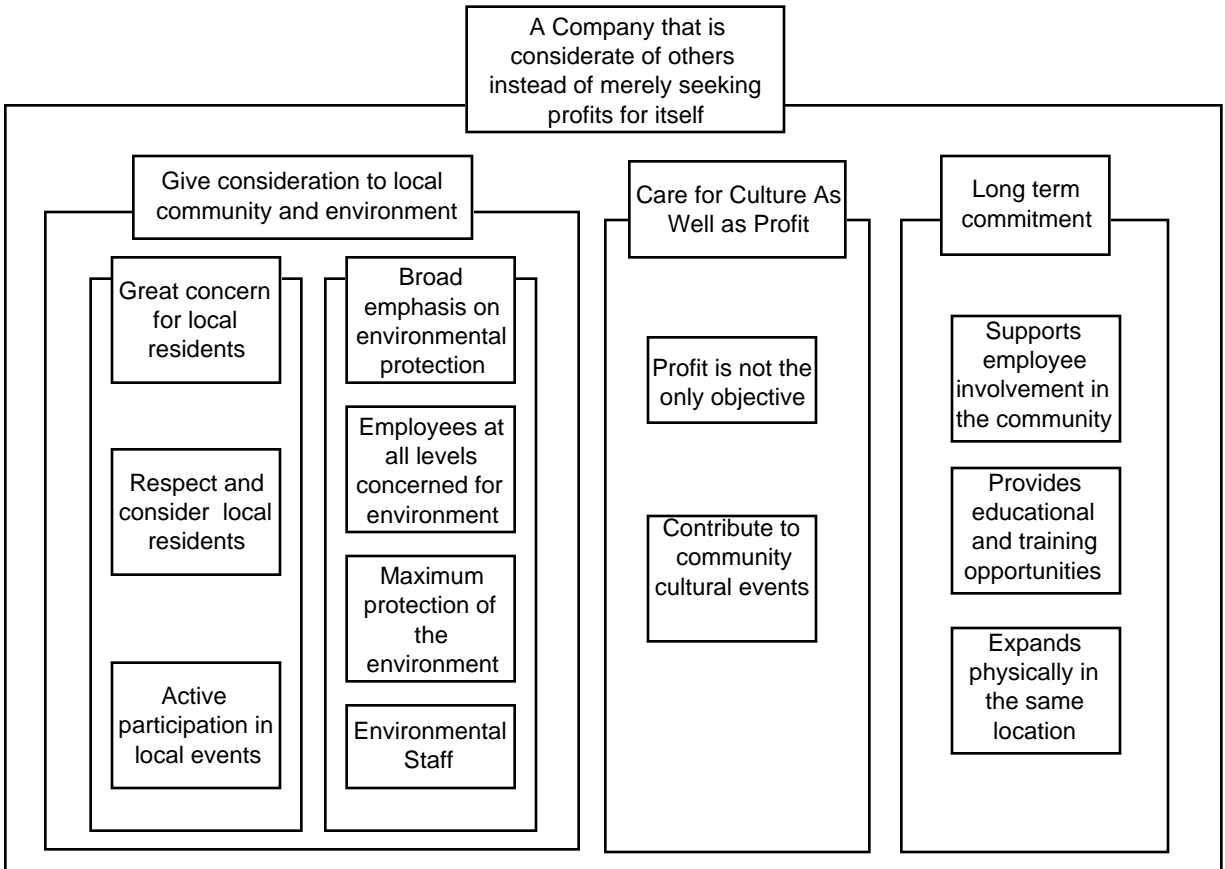 A Company that is
considerate of others
instead of merely seeking
profits for itself
Give consideration to local
community and environment
Great concern
for local
residents
Respect and
consider local
residents
Active
participation in
local events
Broad
emphasis on
environmental
protection
Employees at
all levels
concerned for
environment
Maximum
protection of
the
environment
Environmental
Staff
Care for Culture As
Well as Profit
Profit is not the
only objective
Contribute to
community
cultural events
Long term
commitment
Supports
employee
involvement in
the community
Provides
educational
and training
opportunities
Expands
physically in
the same
location